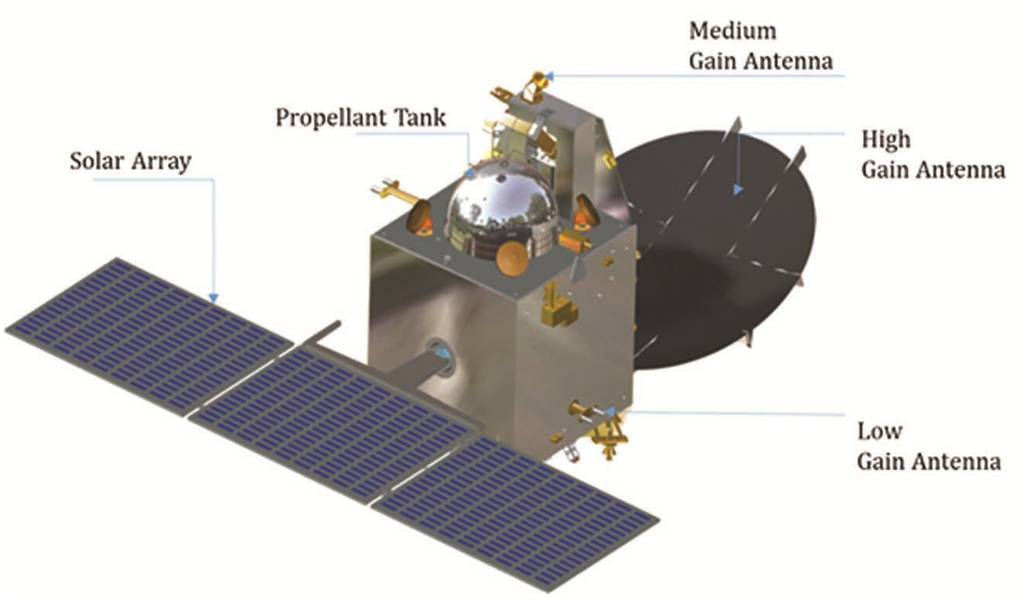 Medium
Gain Antenna
Propellant Tank
High
Gain Antenna
Solar Array
Low
Gain Antenna